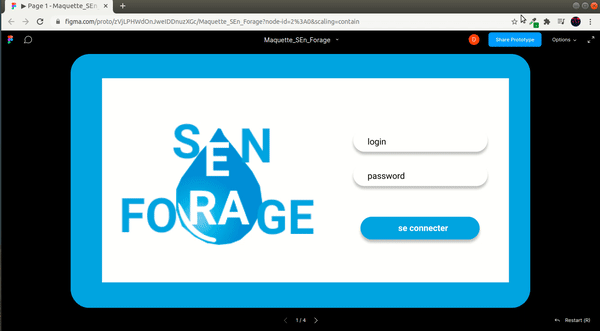 ▶ Page 1 - Maquette_SEn_F
figma.com/proto/zVjLPHWdOnJweIDDnuzXGc/Maquette_SEn_Forage?node-id=2%3A0&scaling=contain
Maquette_SEn_Forage
D
Share Prototype
Options
SEN
FORAGE
login
password
se connecter
1 / 4
Restart (R)